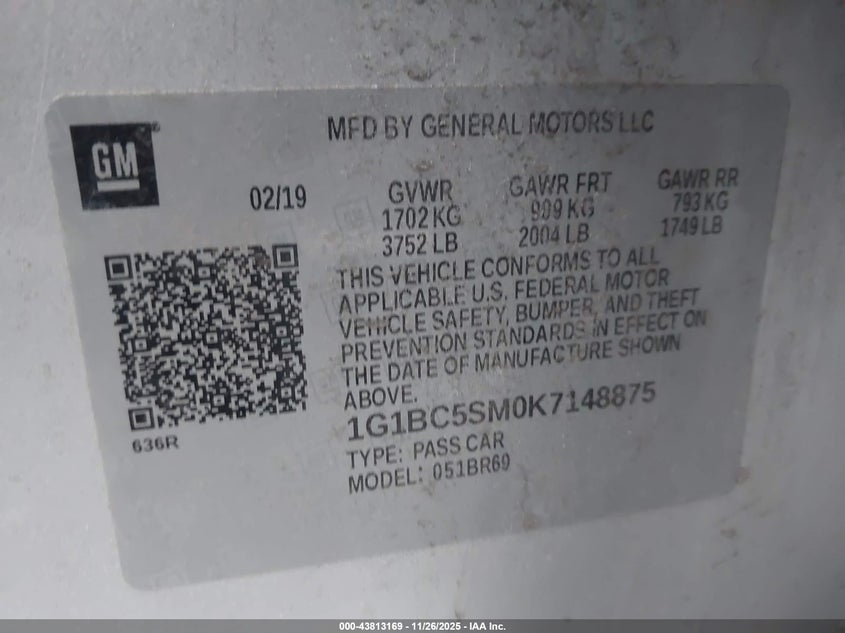 GM
MFD BY GENERAL MOTORS LLC
02/19
GVWR
1702 KG
3752 LB
GAWR FRT
909 KG
2004 LB
GAWR RR
793 KG
1749 LB
THIS VEHICLE CONFORMS TO ALL
APPLICABLE U.S. FEDERAL MOTOR
VEHICLE SAFETY, BUMPER, AND THEFT
PREVENTION STANDARDS IN EFFECT ON
THE DATE OF MANUFACTURE SHOWN
ABOVE.
1G1BC5SM0K7148875
TYPE: PASS CAR
MODEL: 051BR69
636R
000-43813169 - 11/26/2025 - IAA Inc.